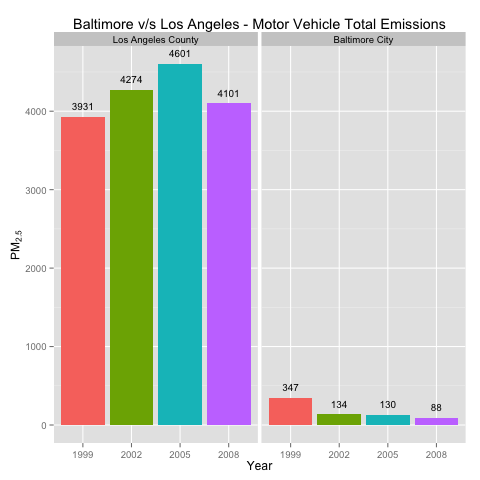 Baltimore v/s Los Angeles - Motor Vehicle Total Emissions
Los Angeles County
Baltimore City
4601
4274
4101
3931
347
134
130
88
4000
3000
2000
1000
0
PM2.5
1999 2002 2005 2008
1999 2002 2005 2008
Year